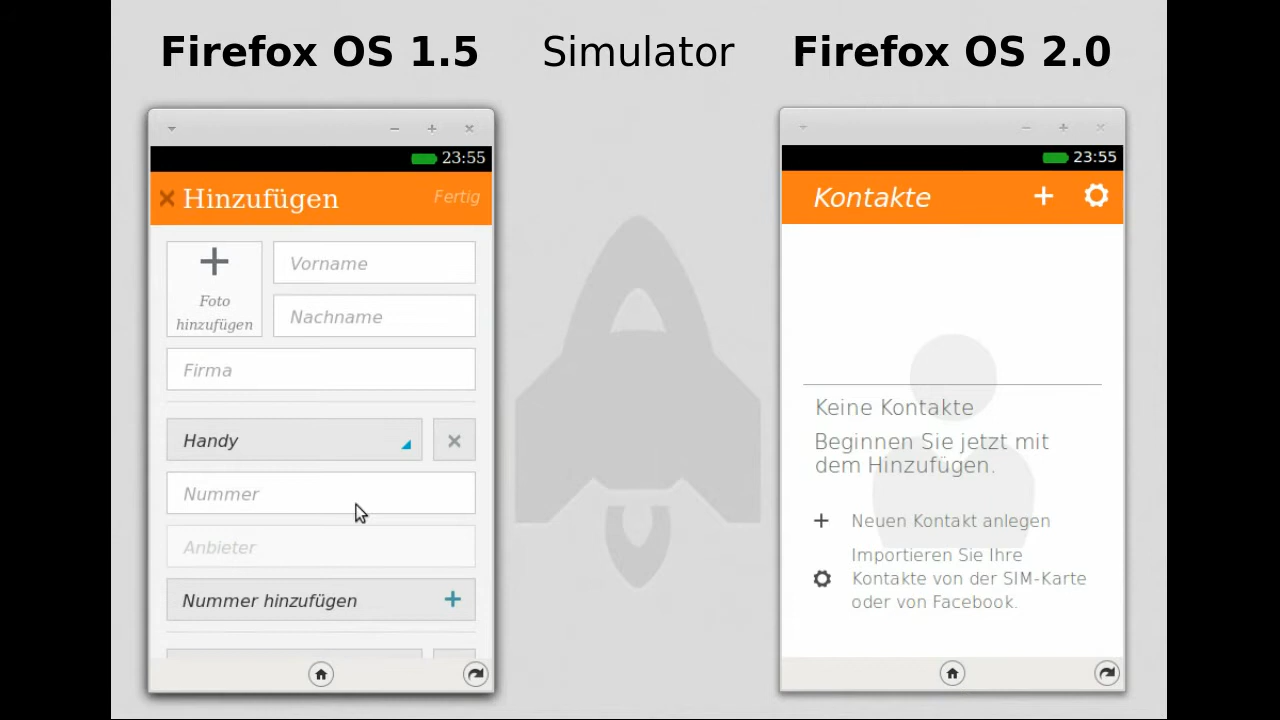 Firefox OS 1.5 Simulator Firefox OS 2.0
23:55
Hinzufügen Fertig
Foto
hinzufügen
Vorname
Nachname
Firma
Handy
Nummer
Anbieter
Nummer hinzufügen
23:55
Kontakte
Keine Kontakte
Beginnen Sie jetzt mit
dem Hinzufügen.
Neuen Kontakt anlegen
Importieren Sie Ihre
Kontakte von der SIM-Karte
oder von Facebook.